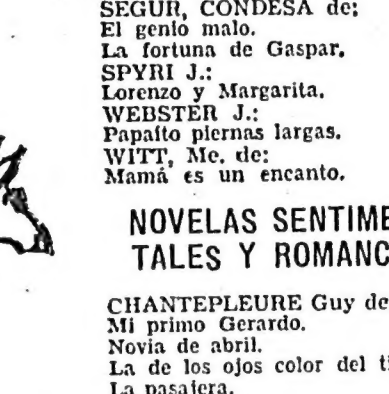 SEGUR, CONDESA de:
El genio malo.
La fortuna de Gaspar.
SPYRI J.:
Lorenzo y Margarita.
WEBSTER J.:
Papaíto piernas largas.
WITT, Me. de:
Mamá es un encanto.
NOVELAS SENTIME
TALES Y ROMANC
CHANTEPLEURE Guy de
Mi primo Gerardo.
Novia de abril.
La de los ojos color del ti
La pasajera.